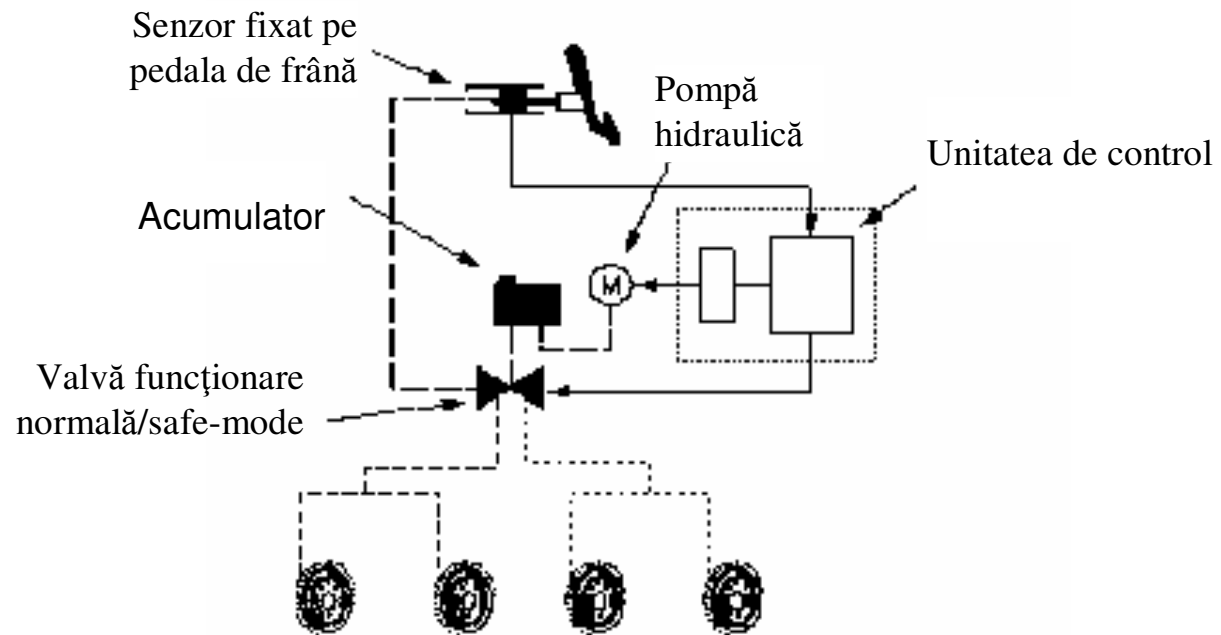 Senzor fixat pe
pedala de frână
Pompă
hidraulică
Unitatea de control
Acumulator
M
Valvă funcţionare
normală/safe-mode